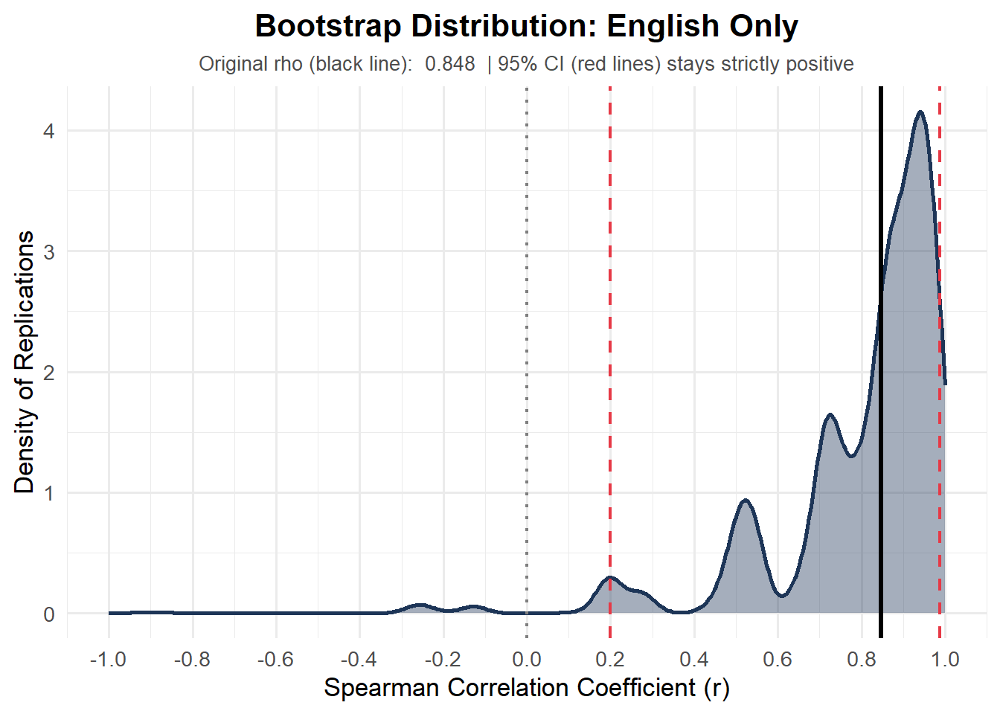 Bootstrap Distribution: English Only
Original rho (black line):  0.848  | 95% CI (red lines) stays strictly positive
Density of Replications
4
3
2
1
0
-1.0 -0.8 -0.6 -0.4 -0.2 0.0 0.2 0.4 0.6 0.8 1.0
Spearman Correlation Coefficient (r)